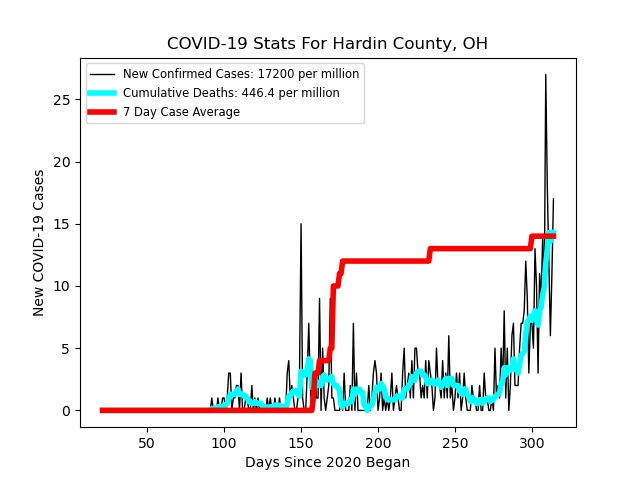 COVID-19 Stats For Hardin County, OH
New Confirmed Cases: 17200 per million
Cumulative Deaths: 446.4 per million
7 Day Case Average
New COVID-19 Cases
25
20
15
10
5
0
50 100 150 200 250 300
Days Since 2020 Began